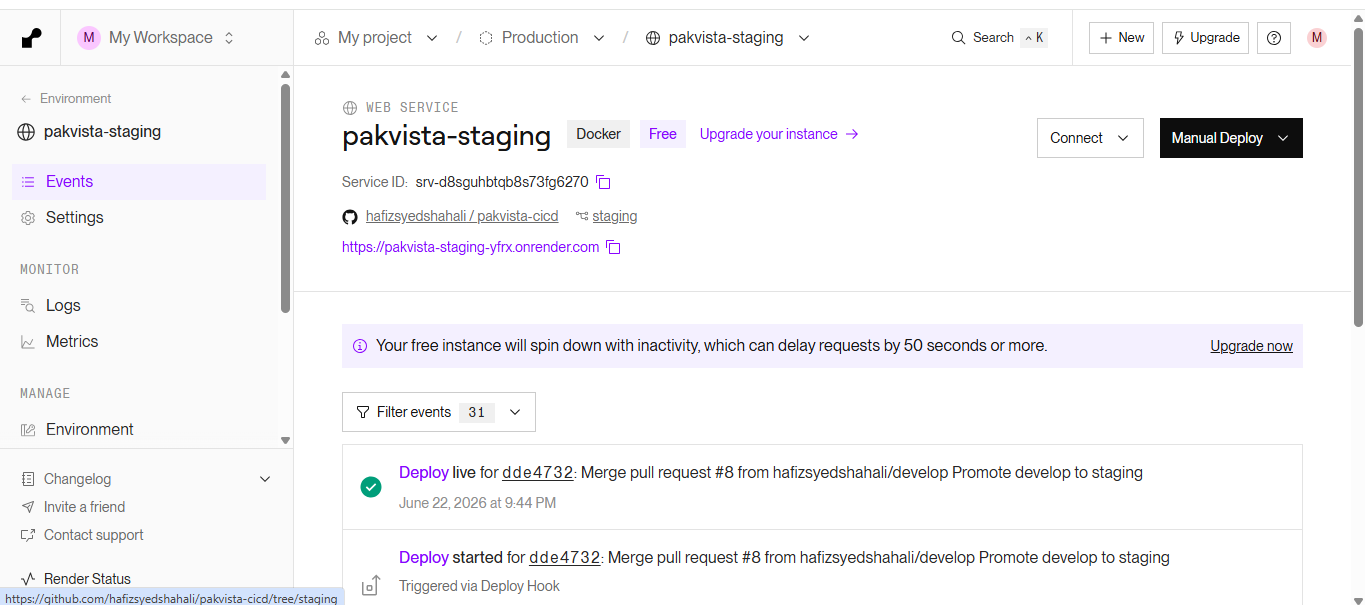 M My Workspace
My project / Production / pakvista-staging
Search ^ K
+ New
Upgrade
M
← Environment
pakvista-staging
Events
Settings
MONITOR
Logs
Metrics
MANAGE
Environment
Changelog
Invite a friend
Contact support
Render Status
https://github.com/hafizsyedshahali/pakvista-cicd/tree/staging
WEB SERVICE
pakvista-staging Docker Free Upgrade your instance →
Connect
Manual Deploy
Service ID: srv-d8sguhbtqb8s73fg6270
hafizsyedshahali / pakvista-cicd staging
https://pakvista-staging-yfrx.onrender.com
Your free instance will spin down with inactivity, which can delay requests by 50 seconds or more. Upgrade now
Filter events 31
Deploy live for dde4732: Merge pull request #8 from hafizsyedshahali/develop Promote develop to staging
June 22, 2026 at 9:44 PM
Deploy started for dde4732: Merge pull request #8 from hafizsyedshahali/develop Promote develop to staging
Triggered via Deploy Hook